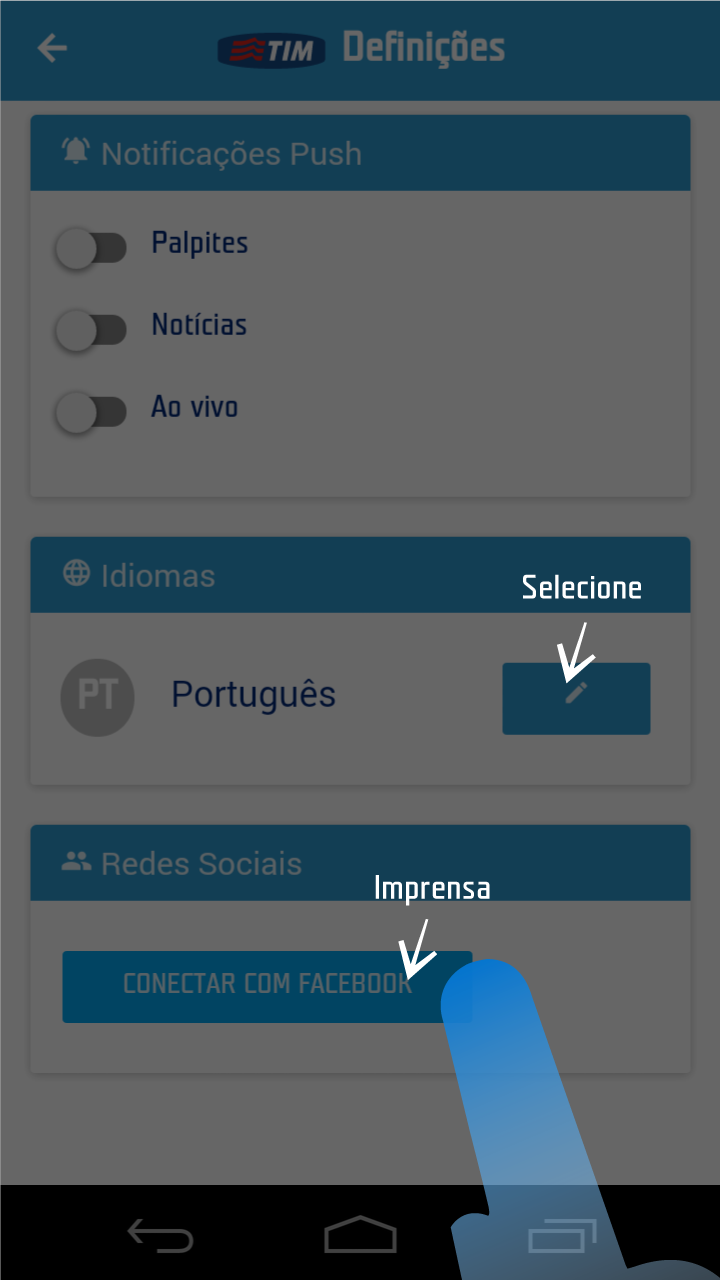 TIM Definições
Notificações Push
Palpites
Notícias
Ao vivo
Idiomas
Selecione
PT Português
Redes Sociais
Imprensa
CONECTAR COM FACEBOOK